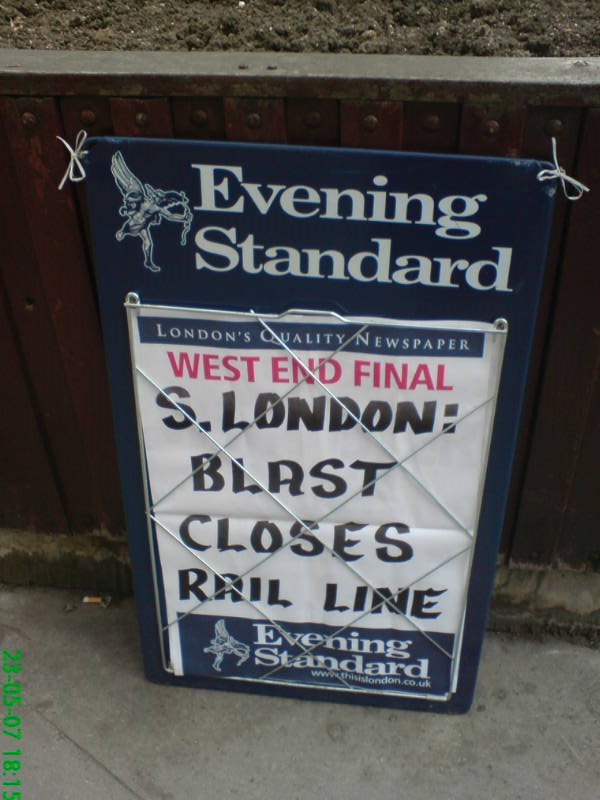 Evening
Standard
LONDON'S QUALITY NEWSPAPER
WEST END FINAL
S. LONDON:
BLAST
CLOSES
RAIL LINE
Evening
Standard
www.thisislondon.co.uk
23-05-07 18:15